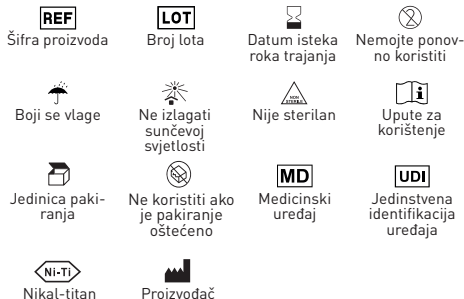 REF
LOT
Šifra proizvoda
Broj lota
Datum isteka
roka trajanja
Nemojte ponov-
no koristiti
NON
STERILE
Boji se vlage
Ne izlagati
sunčevoj
svjetlosti
Nije sterilan
Upute za
korištenje
MD
UDI
Jedinica paki-
ranja
Ne koristiti ako
je pakiranje
oštećeno
Medicinski
uređaj
Jedinstvena
identifikacija
uređaja
Ni-Ti
Nikal-titan
Proizvođač